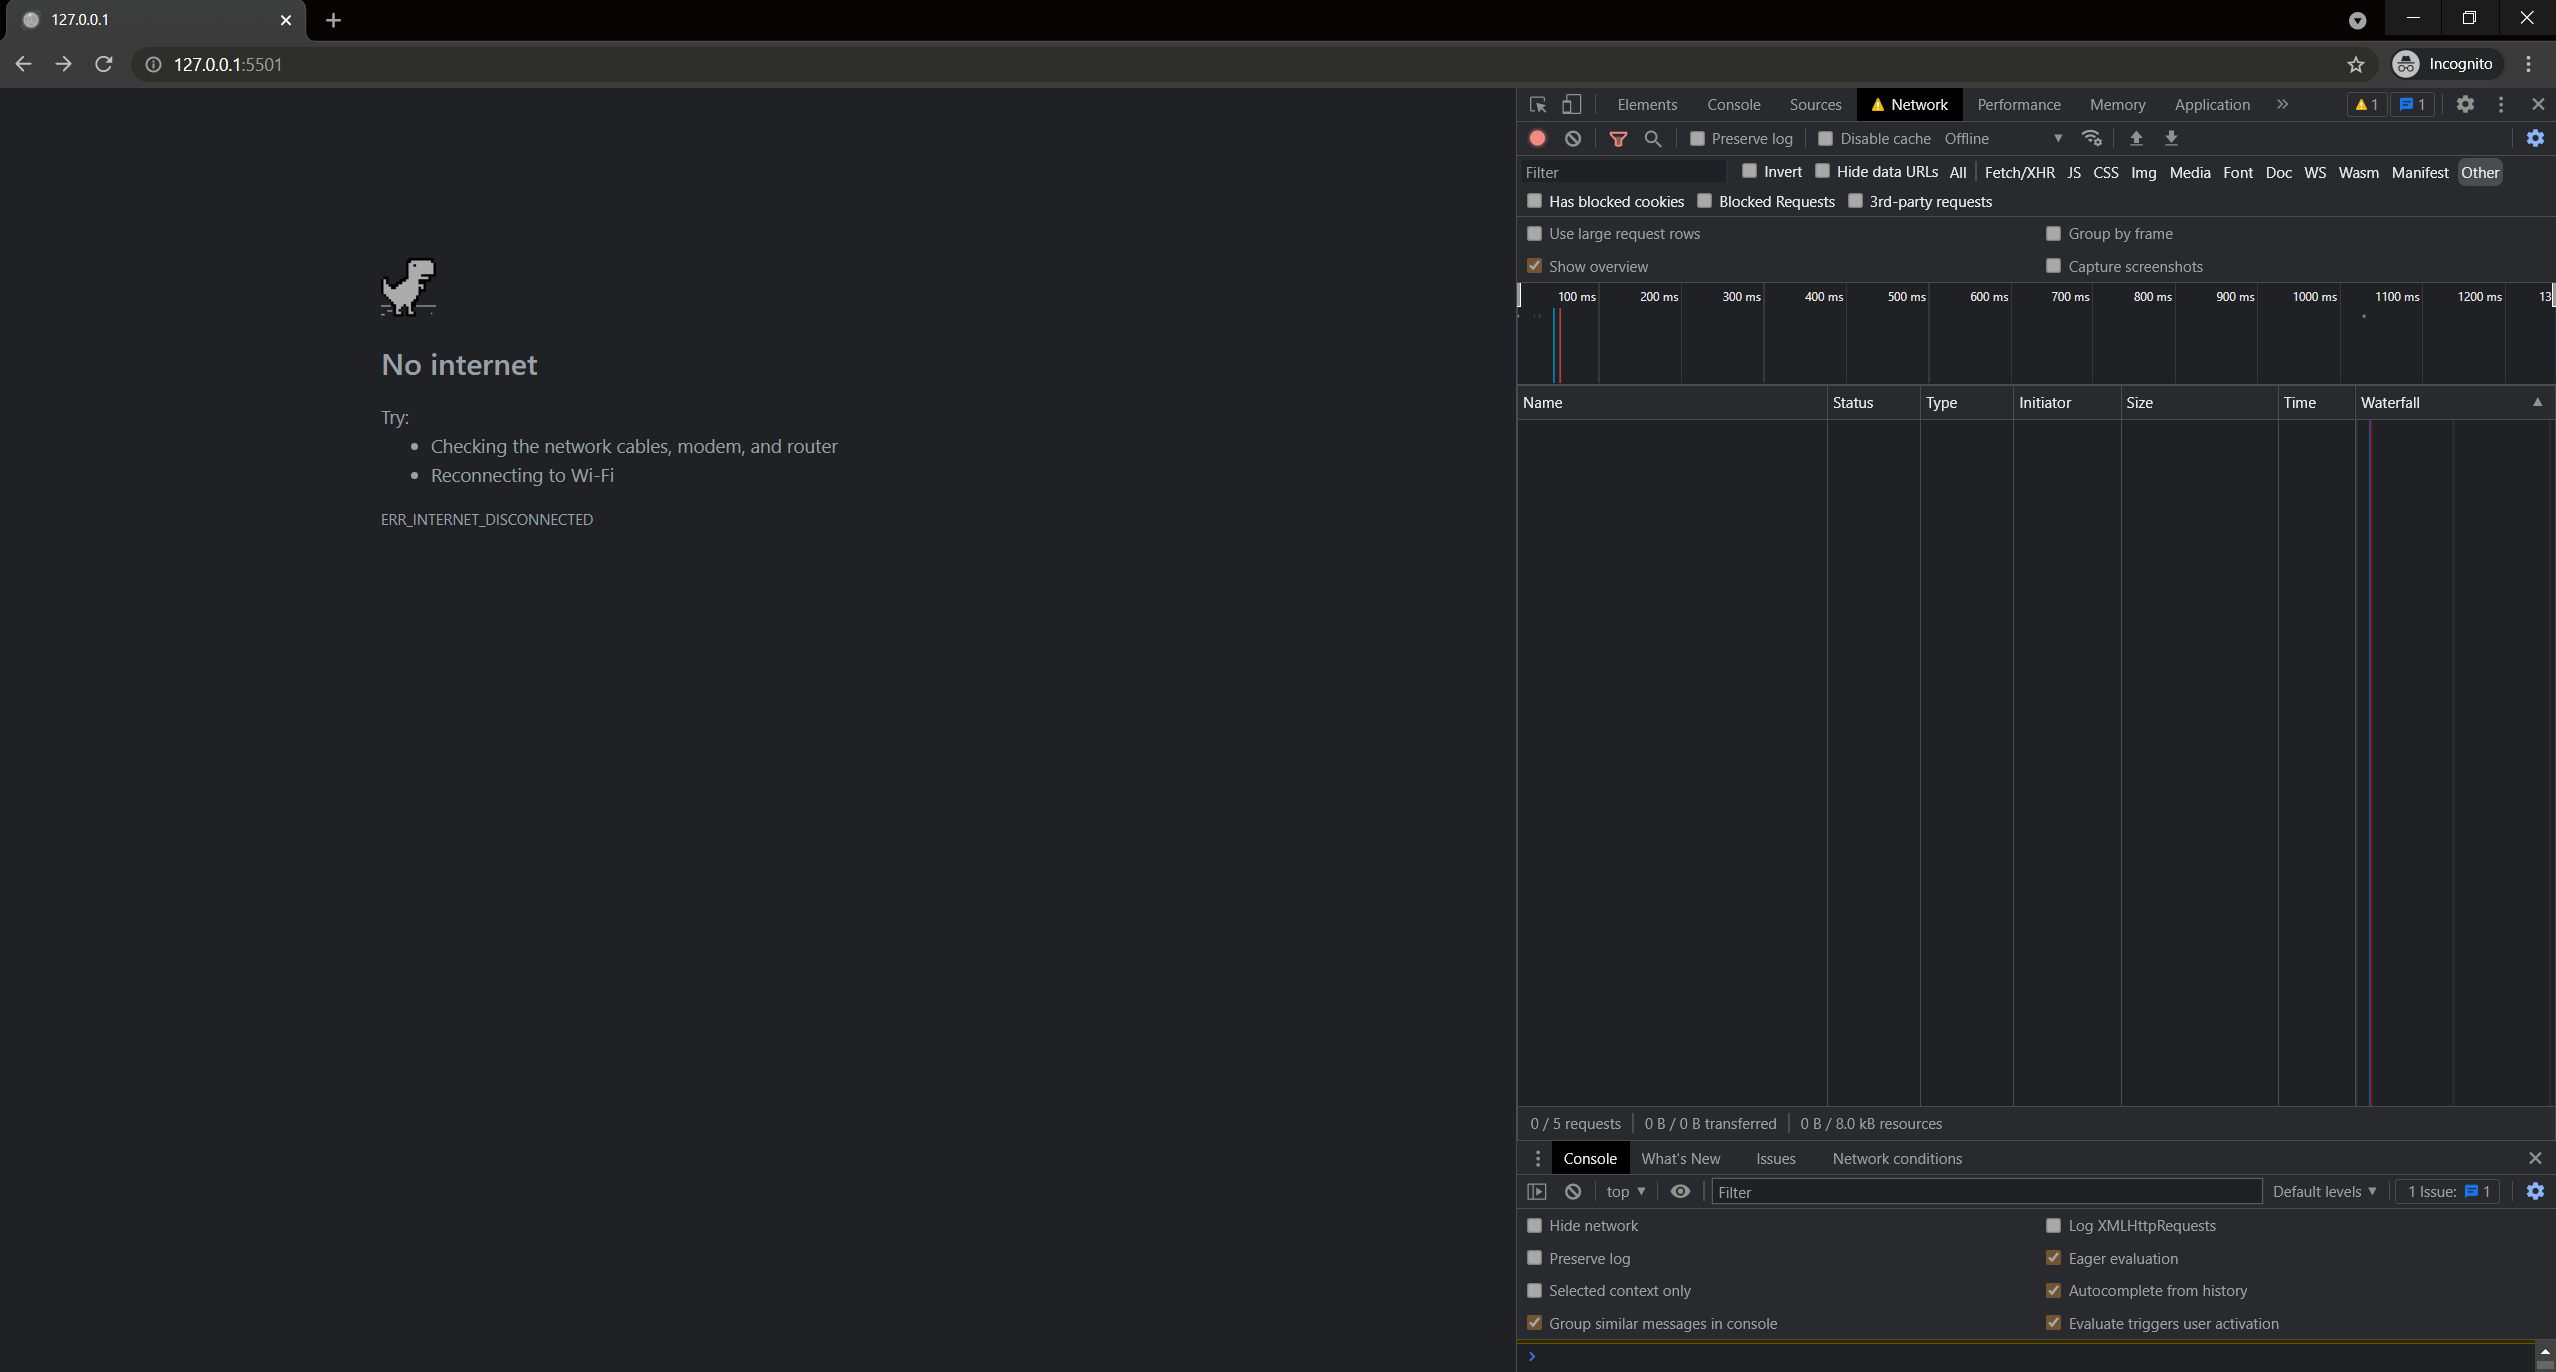 127.0.0.1
127.0.0.1:5501
Incognito
No internet
Try:
Checking the network cables, modem, and router
Reconnecting to Wi-Fi
ERR_INTERNET_DISCONNECTED
Elements Console Sources Network Performance Memory Application 1 1
Preserve log Disable cache Offline
Filter Invert Hide data URLs All Fetch/XHR JS CSS Img Media Font Doc WS Wasm Manifest Other
Has blocked cookies Blocked Requests 3rd-party requests
Use large request rows Group by frame
Show overview Capture screenshots
100 ms 200 ms 300 ms 400 ms 500 ms 600 ms 700 ms 800 ms 900 ms 1000 ms 1100 ms 1200 ms 13
Name Status Type Initiator Size Time Waterfall
0 / 5 requests 0 B / 0 B transferred 0 B / 8.0 kB resources
Console What's New Issues Network conditions
top Filter Default levels 1 Issue: 1
Hide network Log XMLHttpRequests
Preserve log Eager evaluation
Selected context only Autocomplete from history
Group similar messages in console Evaluate triggers user activation